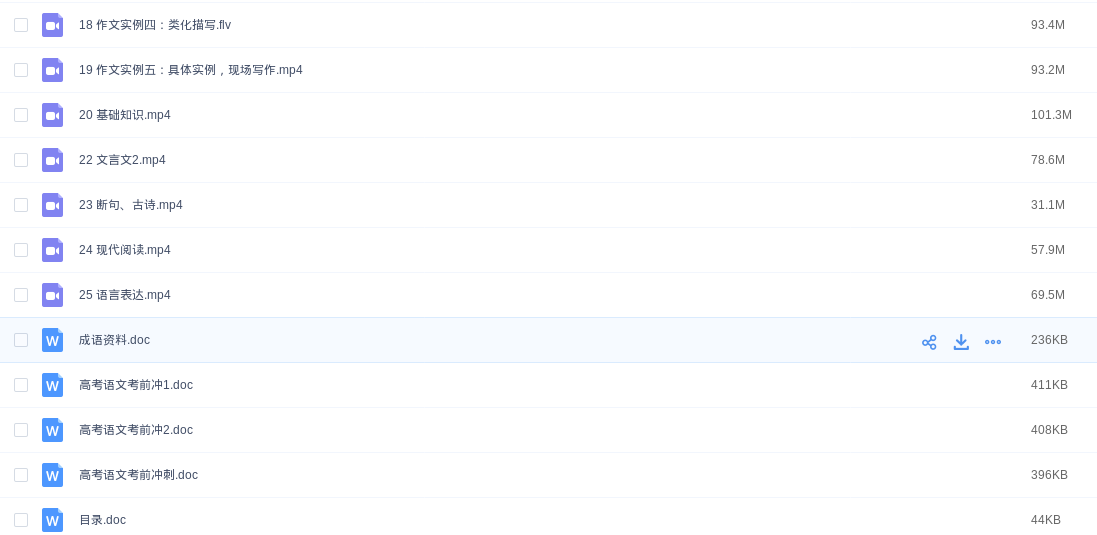 18 作文实例四：类化描写.flv 93.4M
19 作文实例五：具体实例，现场写作.mp4 93.2M
20 基础知识.mp4 101.3M
22 文言文2.mp4 78.6M
23 断句、古诗.mp4 31.1M
24 现代阅读.mp4 57.9M
25 语言表达.mp4 69.5M
W 成语资料.doc 236KB
W 高考语文考前冲1.doc 411KB
W 高考语文考前冲2.doc 408KB
W 高考语文考前冲刺.doc 396KB
W 目录.doc 44KB